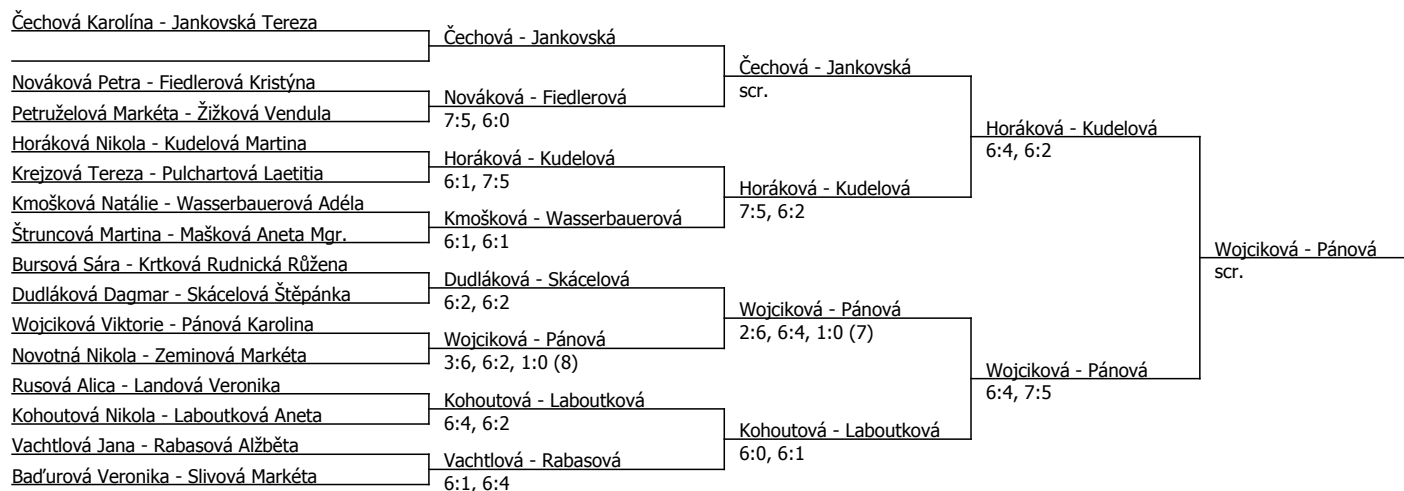 Čechová Karolína - Jankovská Tereza
Nováková Petra - Fiedlerová Kristýna
Petruželová Markéta - Žižková Vendula
Horáková Nikola - Kudelová Martina
Krejzová Tereza - Pulchartová Laetitia
Kmošková Natálie - Wasserbauerová Adéla
Štruncová Martina - Mašková Aneta Mgr.
Bursová Sára - Krtková Rudnická Růžena
Dudláková Dagmar - Skácelová Štěpánka
Wojciková Viktorie - Pánová Karolina
Novotná Nikola - Zeminová Markéta
Rusová Alica - Landová Veronika
Kohoutová Nikola - Laboutková Aneta
Vachtlová Jana - Rabasová Alžběta
Baďurová Veronika - Slivová Markéta
Čechová - Jankovská
Nováková - Fiedlerová
7:5, 6:0
Horáková - Kudelová
6:1, 7:5
Kmošková - Wasserbauerová
6:1, 6:1
Dudláková - Skácelová
6:2, 6:2
Wojciková - Pánová
3:6, 6:2, 1:0 (8)
Kohoutová - Laboutková
6:4, 6:2
Vachtlová - Rabasová
6:1, 6:4
Čechová - Jankovská
scr.
Horáková - Kudelová
7:5, 6:2
Wojciková - Pánová
2:6, 6:4, 1:0 (7)
Kohoutová - Laboutková
6:0, 6:1
Horáková - Kudelová
6:4, 6:2
Wojciková - Pánová
6:4, 7:5
Wojciková - Pánová
scr.